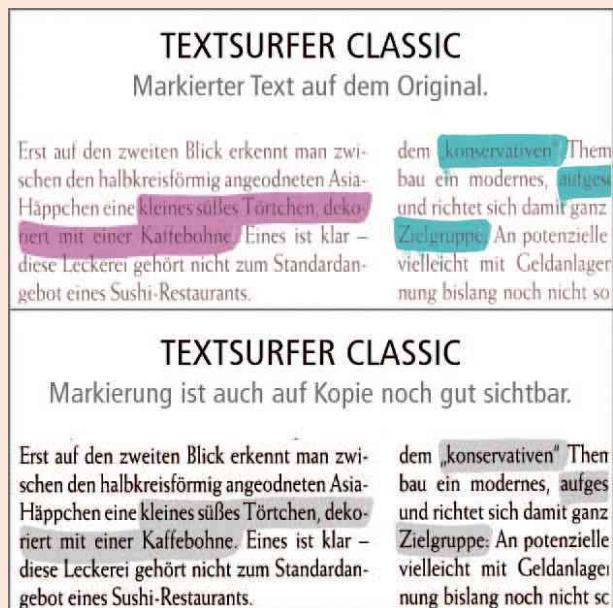 TEXTSURFER CLASSIC
Markierter Text auf dem Original.
Erst auf den zweiten Blick erkennt man zwi-
schen den halbkreisförmig angeodneten Asia-
Häppchen eine kleines süßes Törtchen, deko-
riert mit einer Kaffebohne. Eines ist klar –
diese Leckerei gehört nicht zum Standardan-
gebot eines Sushi-Restaurants.
dem „konservativen“ Them
bau ein modernes, aufges
und richtet sich damit ganz
Zielgruppe. An potenzielle
vielleicht mit Geldanlagen
nung bislang noch nicht so
TEXTSURFER CLASSIC
Markierung ist auch auf Kopie noch gut sichtbar.
Erst auf den zweiten Blick erkennt man zwi-
schen den halbkreisförmig angeodneten Asia-
Häppchen eine kleines süßes Törtchen, deko-
riert mit einer Kaffebohne. Eines ist klar –
diese Leckerei gehört nicht zum Standardan-
gebot eines Sushi-Restaurants.
dem „konservativen“ Them
bau ein modernes, aufges
und richtet sich damit ganz
Zielgruppe. An potenzielle
vielleicht mit Geldanlagen
nung bislang noch nicht so